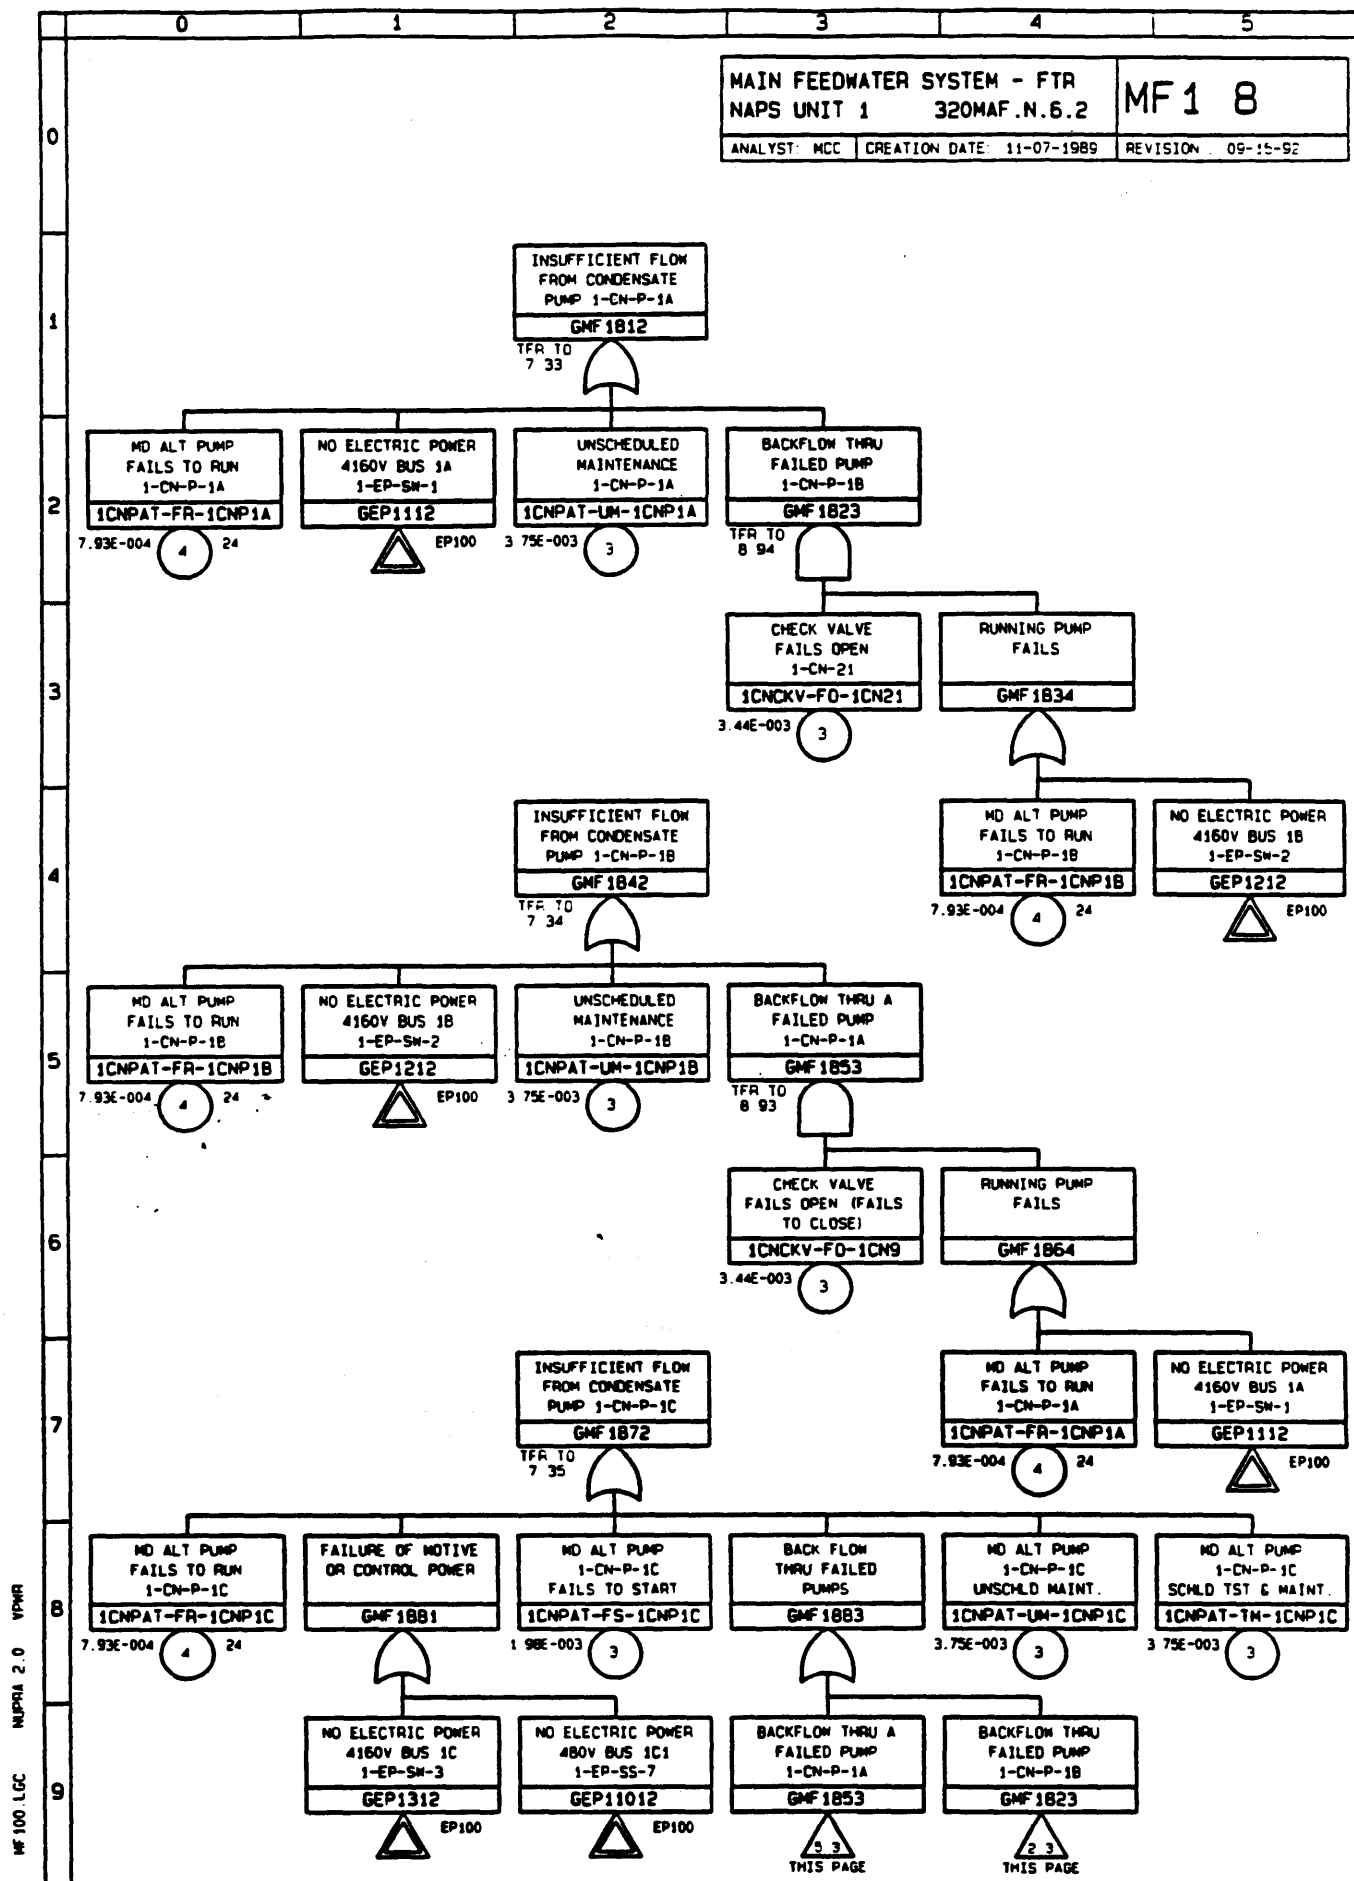 0 1 2 3 4 5
MAIN FEEDWATER SYSTEM - FTR
NAPS UNIT 1 320MAF.N.6.2
MF1 8
ANALYST: MCC CREATION DATE: 11-07-1989 REVISION 09-15-92
0
1
INSUFFICIENT FLOW
FROM CONDENSATE
PUMP 1-CN-P-1A
GMF1812
TFR TO
7 33
2
MD ALT PUMP
FAILS TO RUN
1-CN-P-1A
1CNPAT-FR-1CNP1A
7.93E-004 4 24
NO ELECTRIC POWER
4160V BUS 1A
1-EP-SW-1
GEP1112
EP100
UNSCHEDULED
MAINTENANCE
1-CN-P-1A
1CNPAT-UM-1CNP1A
3 75E-003 3
BACKFLOW THRU
FAILED PUMP
1-CN-P-1B
GMF1823
TFR TO
8 94
3
CHECK VALVE
FAILS OPEN
1-CN-21
1CNCKV-FO-1CN21
3.44E-003 3
RUNNING PUMP
FAILS
GMF1834
4
INSUFFICIENT FLOW
FROM CONDENSATE
PUMP 1-CN-P-1B
GMF1842
TFR TO
7 34
MD ALT PUMP
FAILS TO RUN
1-CN-P-1B
1CNPAT-FR-1CNP1B
7.93E-004 4 24
NO ELECTRIC POWER
4160V BUS 1B
1-EP-SW-2
GEP1212
EP100
5
MD ALT PUMP
FAILS TO RUN
1-CN-P-1B
1CNPAT-FR-1CNP1B
7.93E-004 4 24
NO ELECTRIC POWER
4160V BUS 1B
1-EP-SW-2
GEP1212
EP100
UNSCHEDULED
MAINTENANCE
1-CN-P-1B
1CNPAT-UM-1CNP1B
3 75E-003 3
BACKFLOW THRU A
FAILED PUMP
1-CN-P-1A
GMF1853
TFR TO
8 93
6
CHECK VALVE
FAILS OPEN (FAILS
TO CLOSE)
1CNCKV-FO-1CN9
3.44E-003 3
RUNNING PUMP
FAILS
GMF1864
7
INSUFFICIENT FLOW
FROM CONDENSATE
PUMP 1-CN-P-1C
GMF1872
TFR TO
7 35
MD ALT PUMP
FAILS TO RUN
1-CN-P-1A
1CNPAT-FR-1CNP1A
7.93E-004 4 24
NO ELECTRIC POWER
4160V BUS 1A
1-EP-SW-1
GEP1112
EP100
8
MD ALT PUMP
FAILS TO RUN
1-CN-P-1C
1CNPAT-FR-1CNP1C
7.93E-004 4 24
FAILURE OF MOTIVE
OR CONTROL POWER
GMF1881
MD ALT PUMP
1-CN-P-1C
FAILS TO START
1CNPAT-FS-1CNP1C
1 98E-003 3
BACK FLOW
THRU FAILED
PUMPS
GMF1883
MD ALT PUMP
1-CN-P-1C
UNSCHLD MAINT.
1CNPAT-UM-1CNP1C
3.75E-003 3
MD ALT PUMP
1-CN-P-1C
SCHLD TST & MAINT.
1CNPAT-TM-1CNP1C
3 75E-003 3
9
NO ELECTRIC POWER
4160V BUS 1C
1-EP-SW-3
GEP1312
EP100
NO ELECTRIC POWER
480V BUS 1C1
1-EP-SS-7
GEP11012
EP100
BACKFLOW THRU A
FAILED PUMP
1-CN-P-1A
GMF1853
5 3
THIS PAGE
BACKFLOW THRU
FAILED PUMP
1-CN-P-1B
GMF1823
2 3
THIS PAGE
MF100.LGC NUPRA 2.0 VPWR